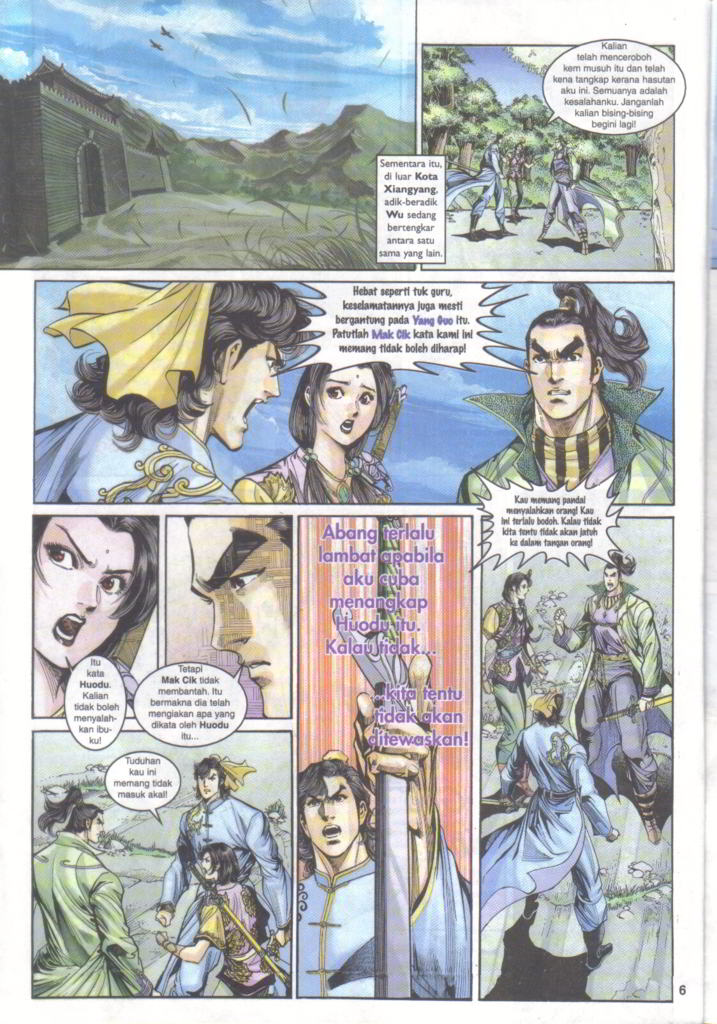 Kalian
telah menceroboh
kem musuh itu dan telah
kena tangkap kerana hasutan
aku ini. Semuanya adalah
kesalahanku. Janganlah
kalian bising-bising
begini lagi!
Sementara itu,
di luar Kota
Xiangyang,
adik-beradik
Wu sedang
bertengkar
antara satu
sama yang lain.
Hebat seperti tuk guru,
keselamatannya juga mesti
bergantung pada Yang Guo itu.
Patutlah Mak Cik kata kami ini
memang tidak boleh diharap!
Itu
kata
Huodu.
Kalian
tidak boleh
menyalah-
kan ibu-
ku!
Tetapi
Mak Cik tidak
membantah. Itu
bermakna dia telah
mengiakan apa yang
dikata oleh Huodu
itu...
Abang terlalu
lambat apabila
aku cuba
menangkap
Huodu itu.
Kalau tidak...
...kita tentu
tidak akan
ditewaskan!
Kau memang pandai
menyalahkan orang! Kau
ini terlalu bodoh. Kalau tidak
kita tentu tidak akan jatuh
ke dalam tangan orang!
Tuduhan
kau ini
memang tidak
masuk akal!
6